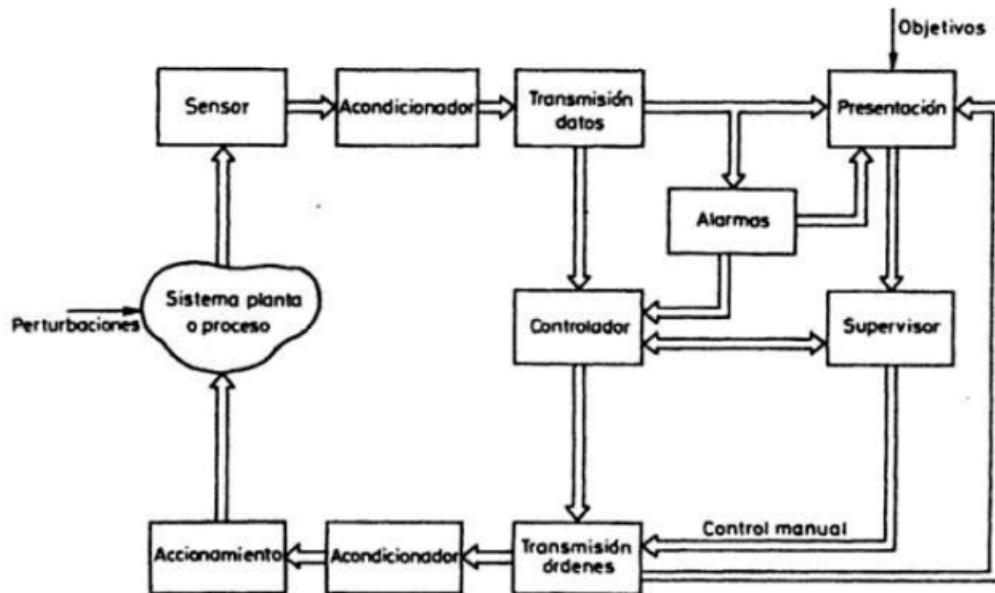 Objetivos
Sensor
Acondicionador
Transmisión
datos
Presentación
Alarmas
Sistema planta
o proceso
Perturbaciones
Controlador
Supervisor
Control manual
Accionamiento
Acondicionador
Transmisión
órdenes